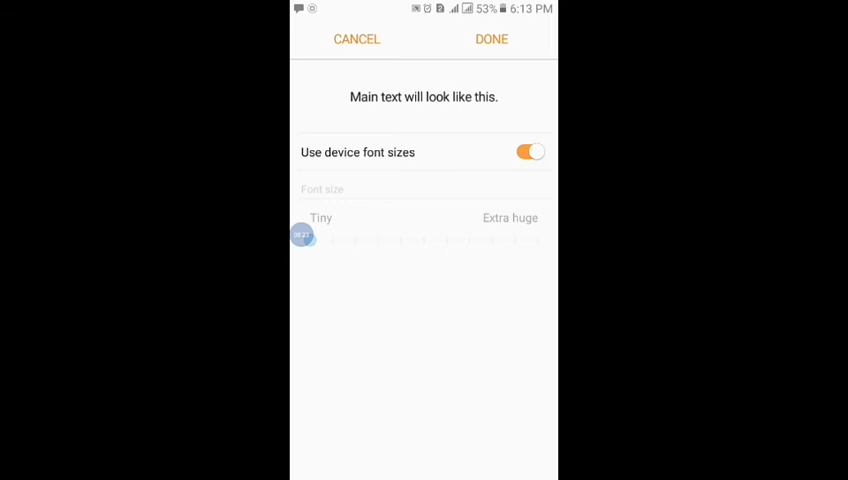 53% 6:13 PM
CANCEL DONE
Main text will look like this.
Use device font sizes
Font size
Tiny Extra huge